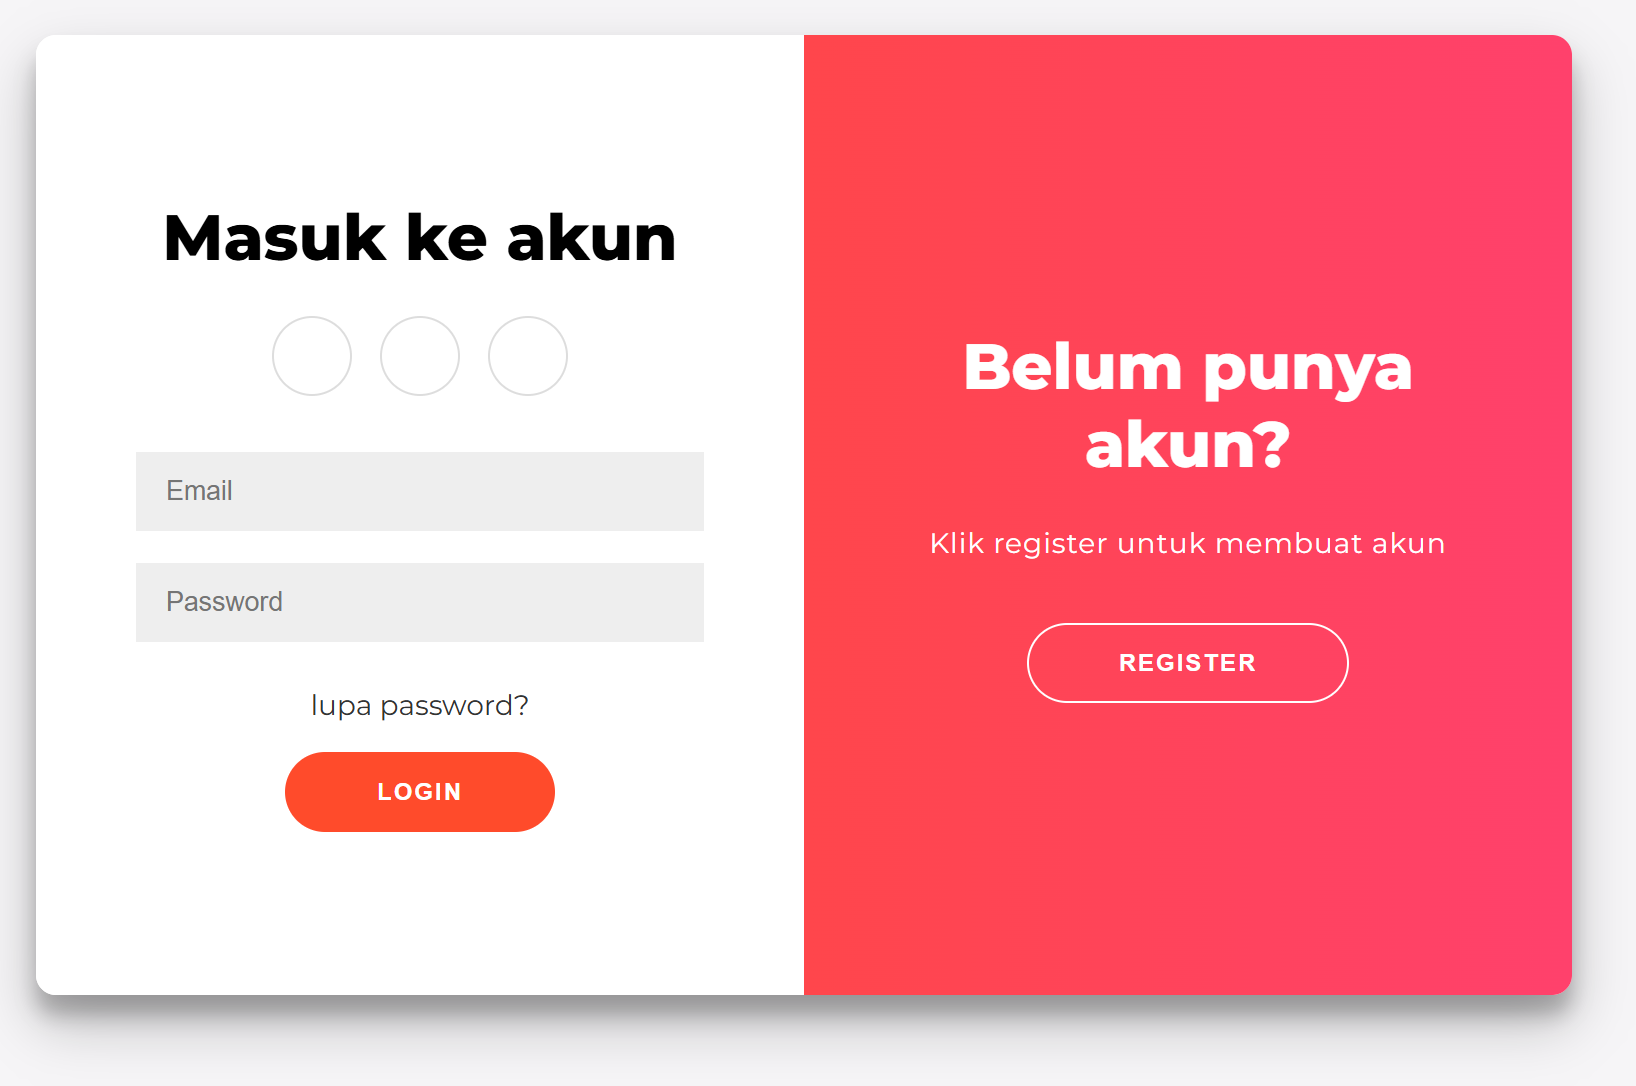 Masuk ke akun
Email
Password
lupa password?
LOGIN
Belum punya
akun?
Klik register untuk membuat akun
REGISTER